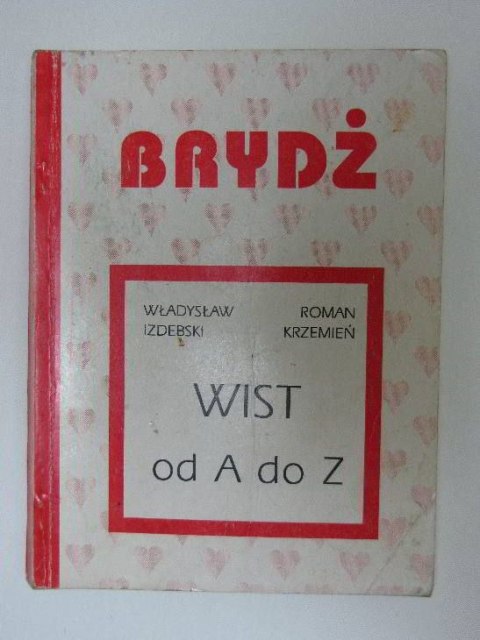 BRYDŻ
WŁADYSŁAW IZDEBSKI
ROMAN KRZEMIEŃ
WIST
od A do Z